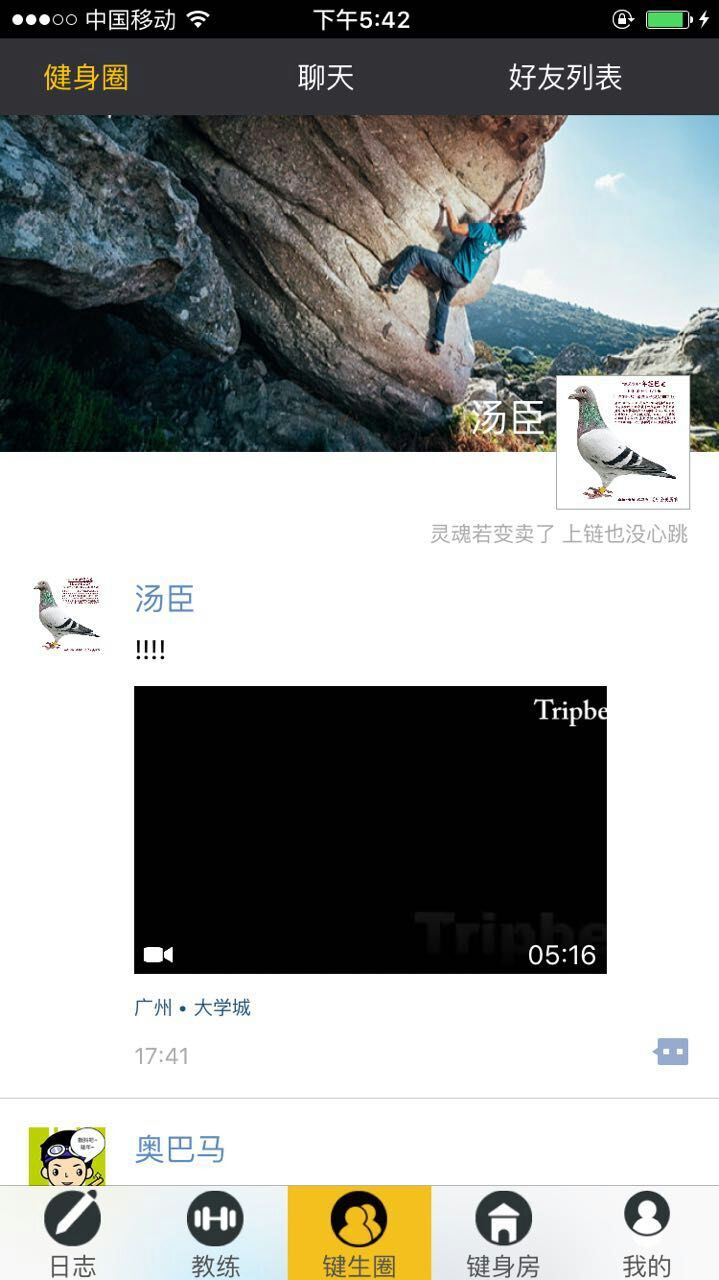 中国移动
下午5:42
健身圈
聊天
好友列表
汤臣
灵魂若变卖了 上链也没心跳
汤臣
!!!!
Tripbe
Tripbe
05:16
广州 • 大学城
17:41
奥巴马
日志
教练
键生圈
键身房
我的